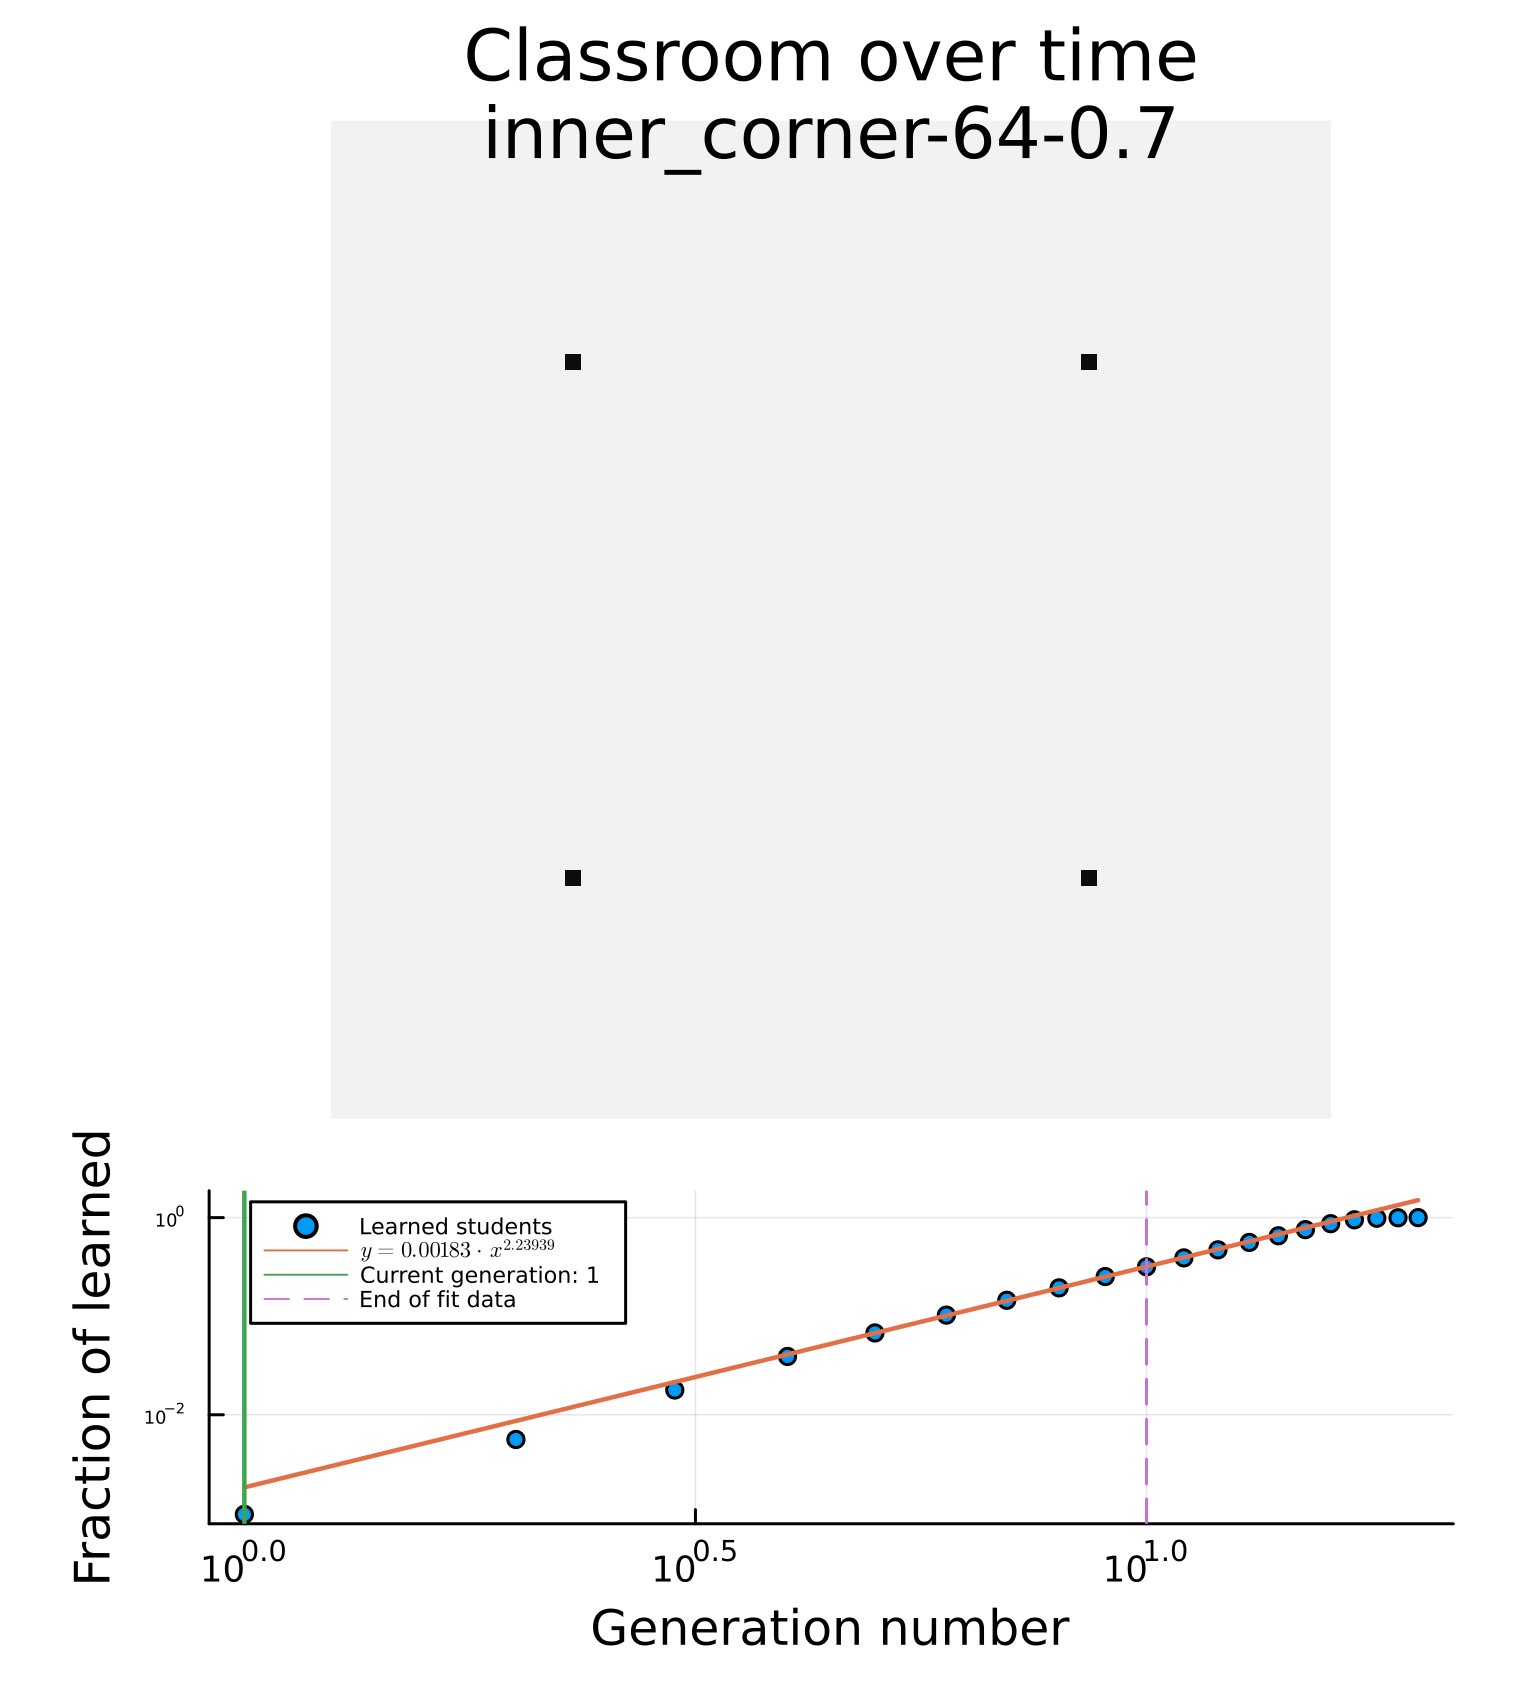 Classroom over time
inner_corner-64-0.7
Fraction of learned
10^0
10^−2
Learned students
y = 0.00183 · x^2.23939
Current generation: 1
End of fit data
10^0.0
10^0.5
10^1.0
Generation number